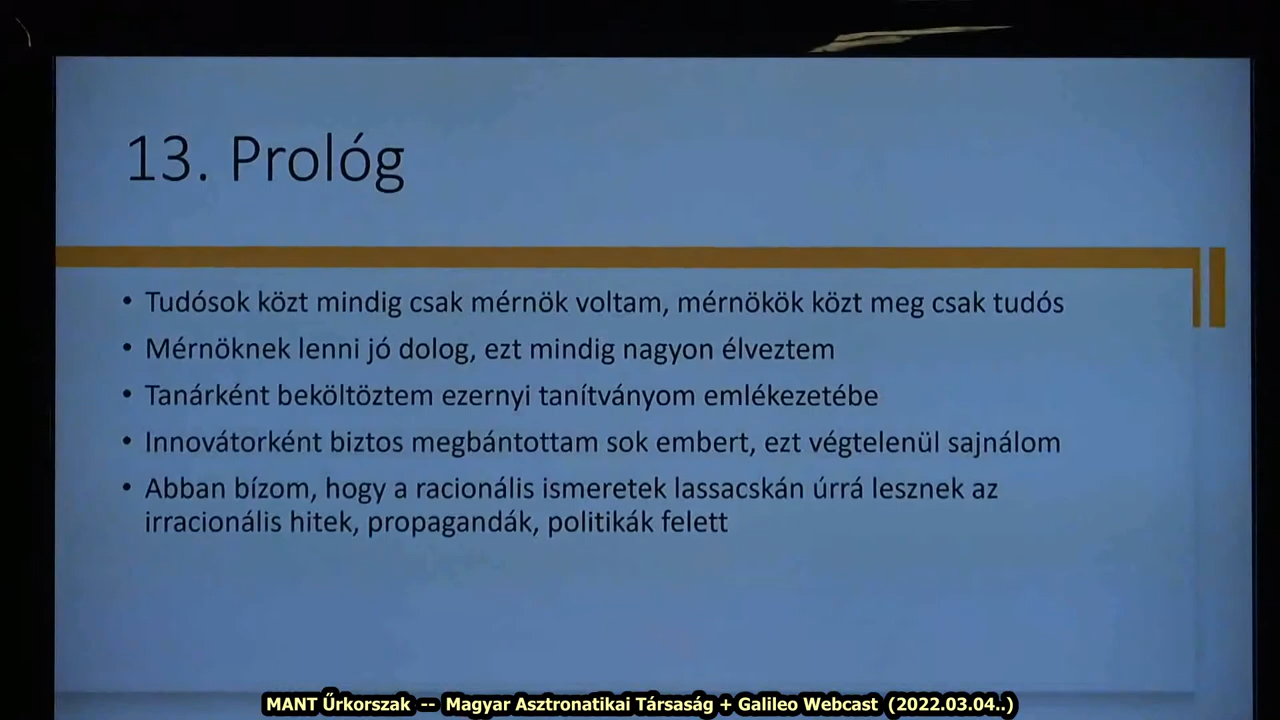 13. Prológ
• Tudósok közt mindig csak mérnök voltam, mérnökök közt meg csak tudós
• Mérnöknek lenni jó dolog, ezt mindig nagyon élveztem
• Tanárként beköltöztem ezernyi tanítványom emlékezetébe
• Innovátorként biztos megbántottam sok embert, ezt végtelenül sajnálom
• Abban bízom, hogy a racionális ismeretek lassacskán úrrá lesznek az
irracionális hitek, propagandák, politikák felett
MANT Űrkorszak -- Magyar Asztronatikai Társaság + Galileo Webcast (2022.03.04..)